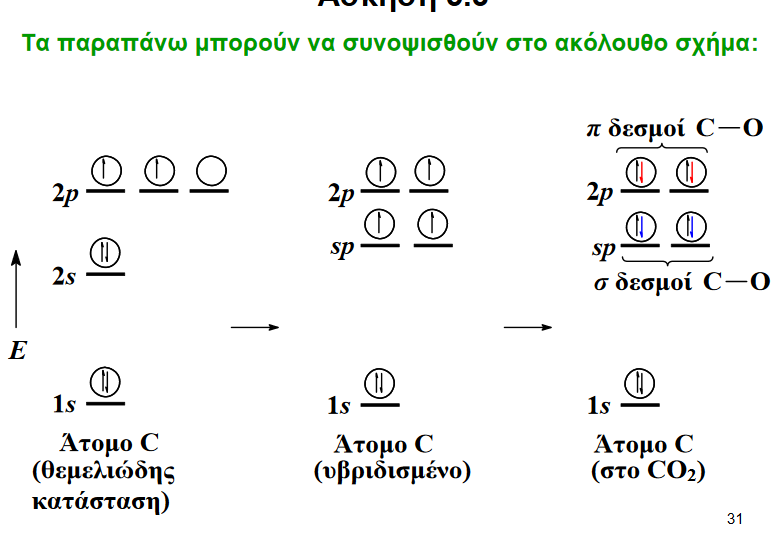 Τα παραπάνω μπορούν να συνοψισθούν στο ακόλουθο σχήμα:
π δεσμοί C—O
2p
2p
2p
sp
sp
2s
σ δεσμοί C—O
E
1s
1s
1s
Άτομο C
(θεμελιώδης
κατάσταση)
Άτομο C
(υβριδισμένο)
Άτομο C
(στο CO₂)
31